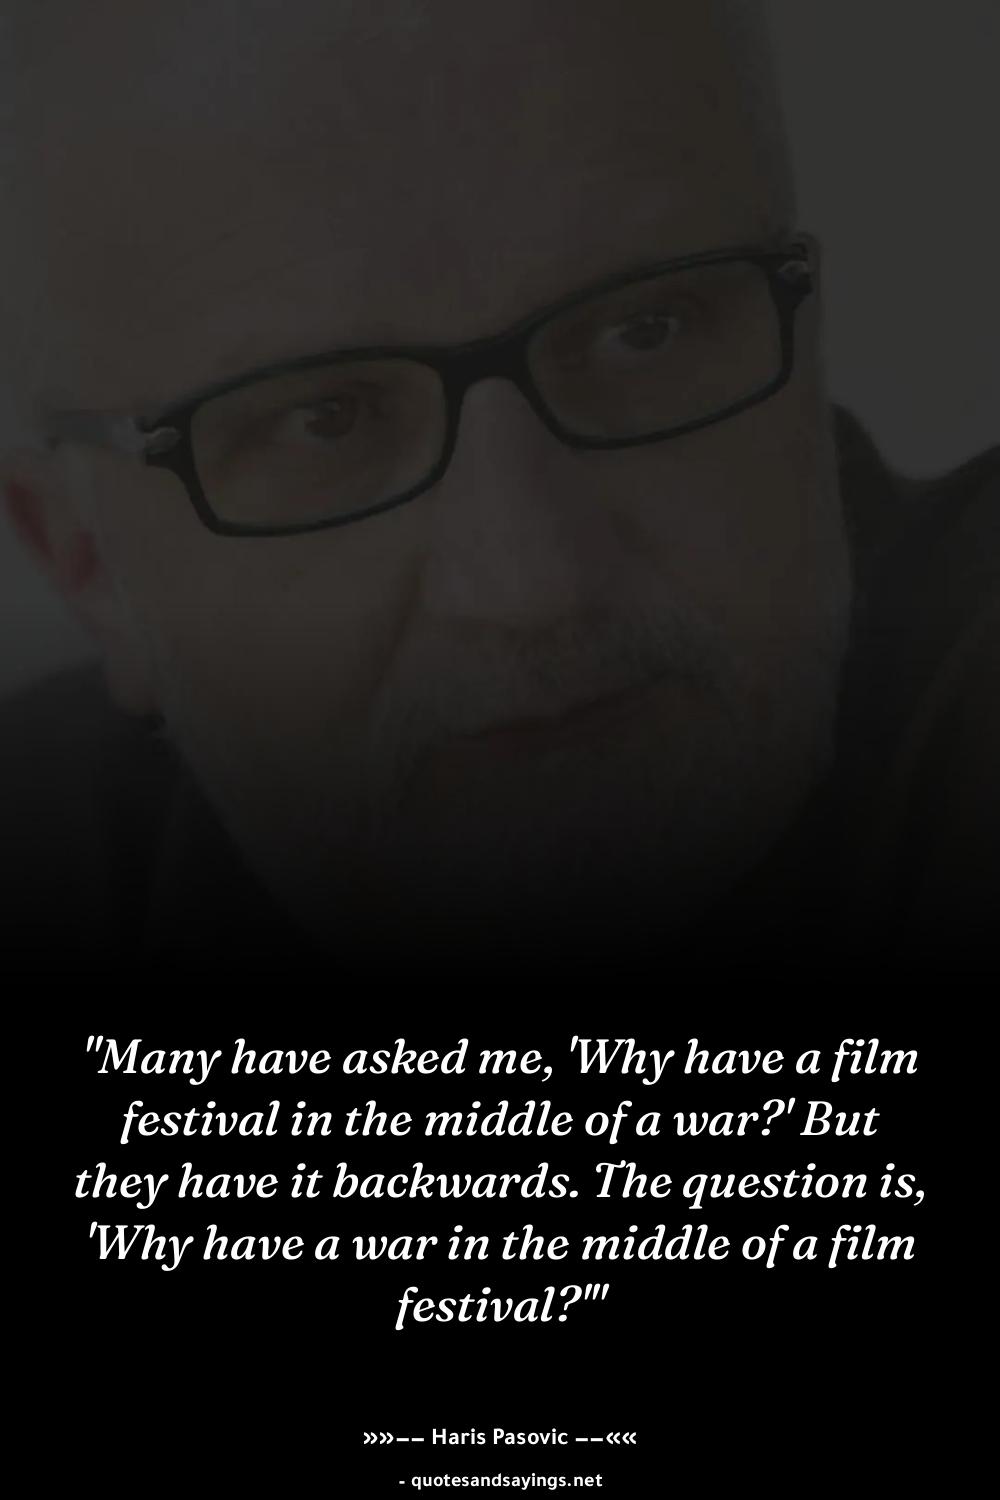 "Many have asked me, 'Why have a film
festival in the middle of a war?' But
they have it backwards. The question is,
'Why have a war in the middle of a film
festival?'"
»»−− Haris Pasovic −−««
- quotesandsayings.net